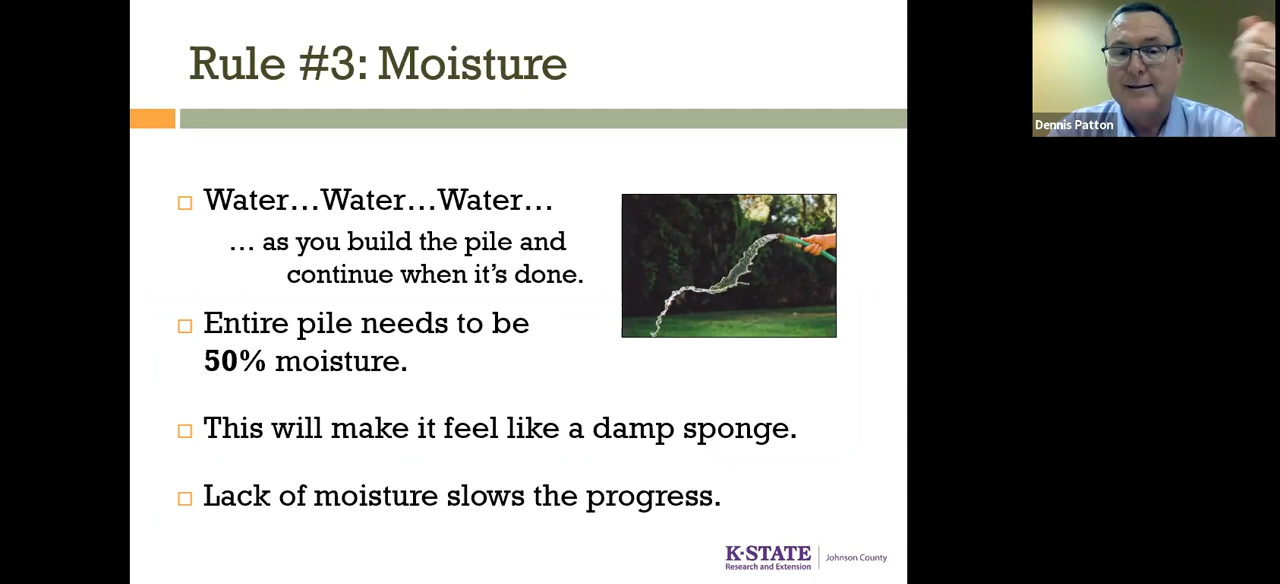 Rule #3: Moisture
Water...Water...Water...
... as you build the pile and
continue when it's done.
Entire pile needs to be
50% moisture.
This will make it feel like a damp sponge.
Lack of moisture slows the progress.
K-STATE
Research and Extension
Johnson County
Dennis Patton